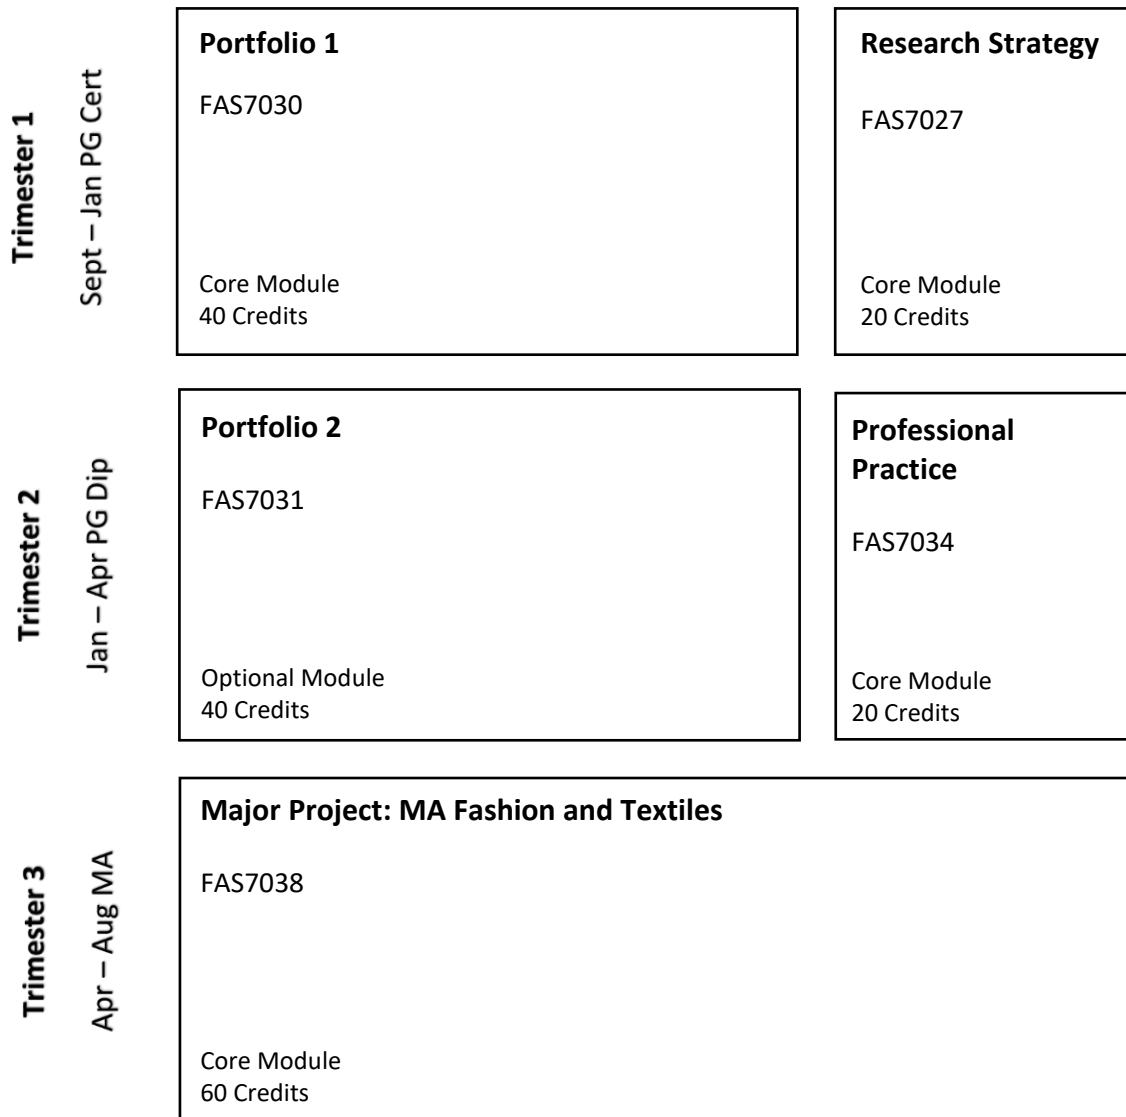 Trimester 1
Sept – Jan PG Cert
Portfolio 1
FAS7030
Core Module
40 Credits
Research Strategy
FAS7027
Core Module
20 Credits
Trimester 2
Jan – Apr PG Dip
Portfolio 2
FAS7031
Optional Module
40 Credits
Professional
Practice
FAS7034
Core Module
20 Credits
Trimester 3
Apr – Aug MA
Major Project: MA Fashion and Textiles
FAS7038
Core Module
60 Credits